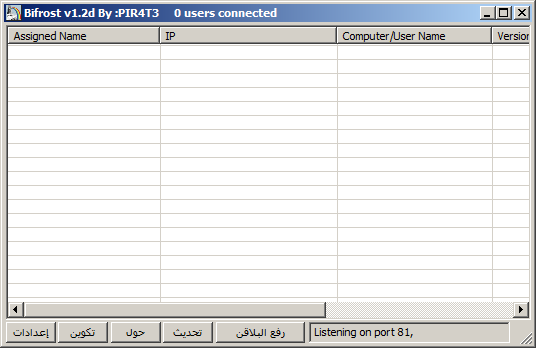 Bifrost v1.2d By :PIR4T3 0 users connected
Assigned Name IP Computer/User Name Version
إعدادات تكوين حول تحديث رفع البلاقن Listening on port 81,